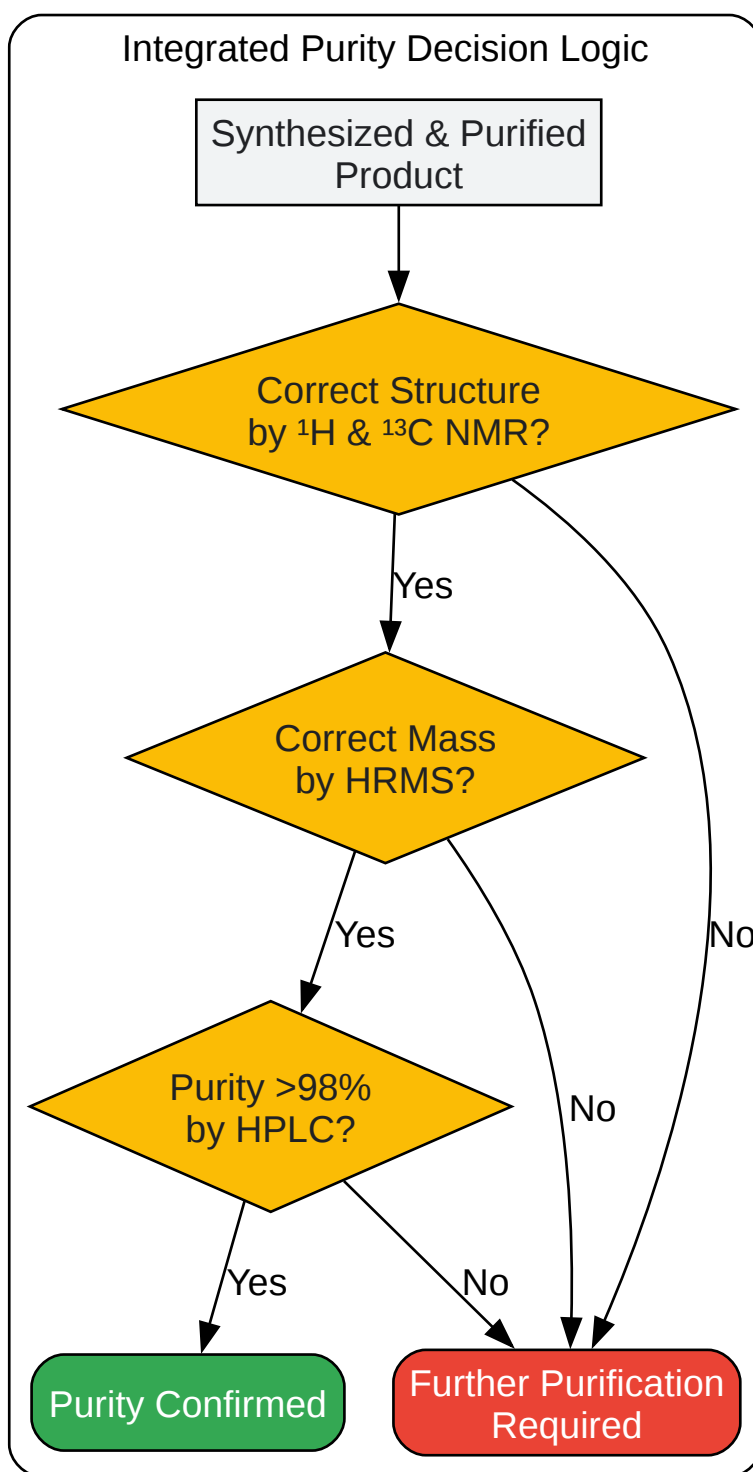 Integrated Purity Decision Logic
Synthesized & Purified
Product
Correct Structure
by ¹H & ¹³C NMR?
Yes
Correct Mass
by HRMS?
Yes
No
Purity >98%
by HPLC?
No
Yes
No
Purity Confirmed
Further Purification
Required